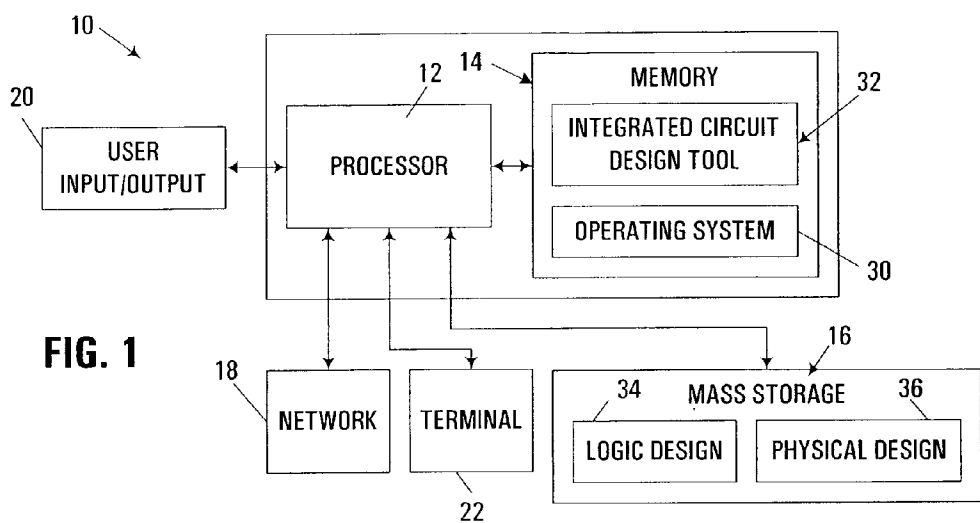 10
20
USER
INPUT/OUTPUT
12
PROCESSOR
14
MEMORY
INTEGRATED CIRCUIT
DESIGN TOOL
32
OPERATING SYSTEM
30
FIG. 1
18
NETWORK
TERMINAL
22
16
MASS STORAGE
34
LOGIC DESIGN
36
PHYSICAL DESIGN